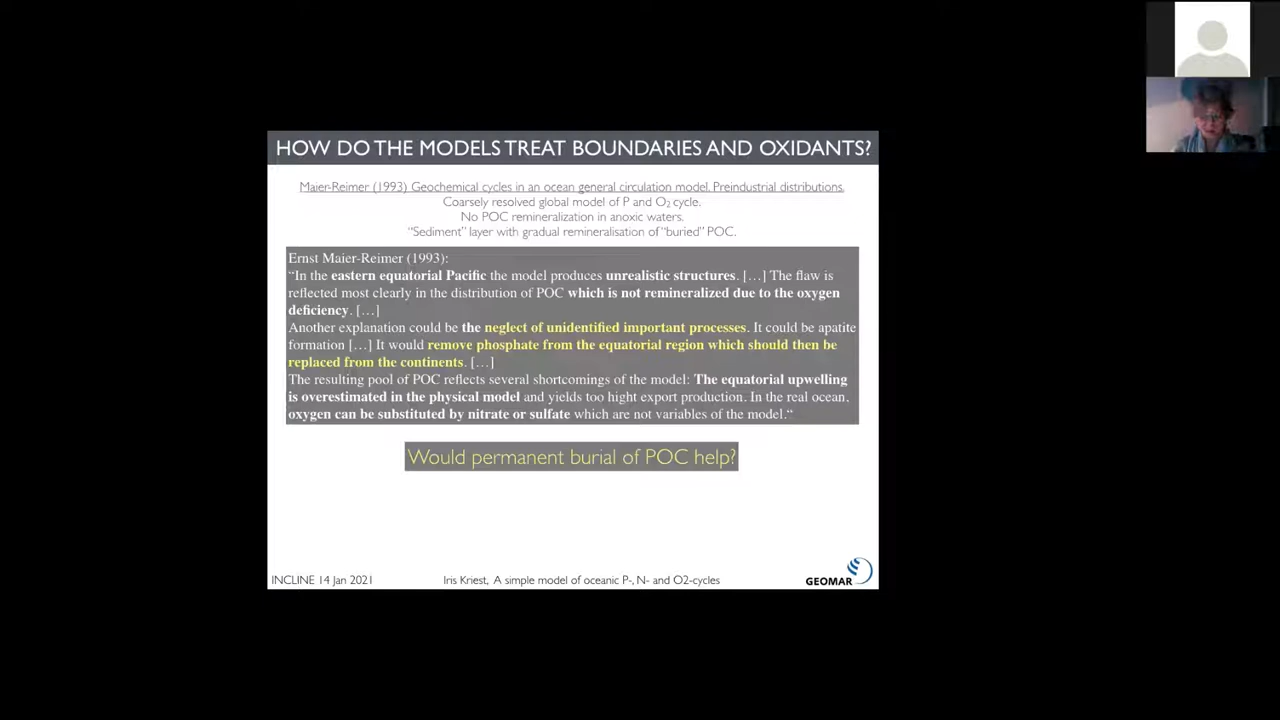 HOW DO THE MODELS TREAT BOUNDARIES AND OXIDANTS?
Maier-Reimer (1993) Geochemical cycles in an ocean general circulation model. Preindustrial distributions.
Coarsely resolved global model of P and O2 cycle.
No POC remineralization in anoxic waters.
“Sediment” layer with gradual remineralisation of “buried” POC.
Ernst Maier-Reimer (1993):
“In the eastern equatorial Pacific the model produces unrealistic structures. […] The flaw is
reflected most clearly in the distribution of POC which is not remineralized due to the oxygen
deficiency. […]
Another explanation could be the neglect of unidentified important processes. It could be apatite
formation […] It would remove phosphate from the equatorial region which should then be
replaced from the continents. […]
The resulting pool of POC reflects several shortcomings of the model: The equatorial upwelling
is overestimated in the physical model and yields too hight export production. In the real ocean,
oxygen can be substituted by nitrate or sulfate which are not variables of the model.“
Would permanent burial of POC help?
INCLINE 14 Jan 2021
Iris Kriest, A simple model of oceanic P-, N- and O2-cycles
GEOMAR